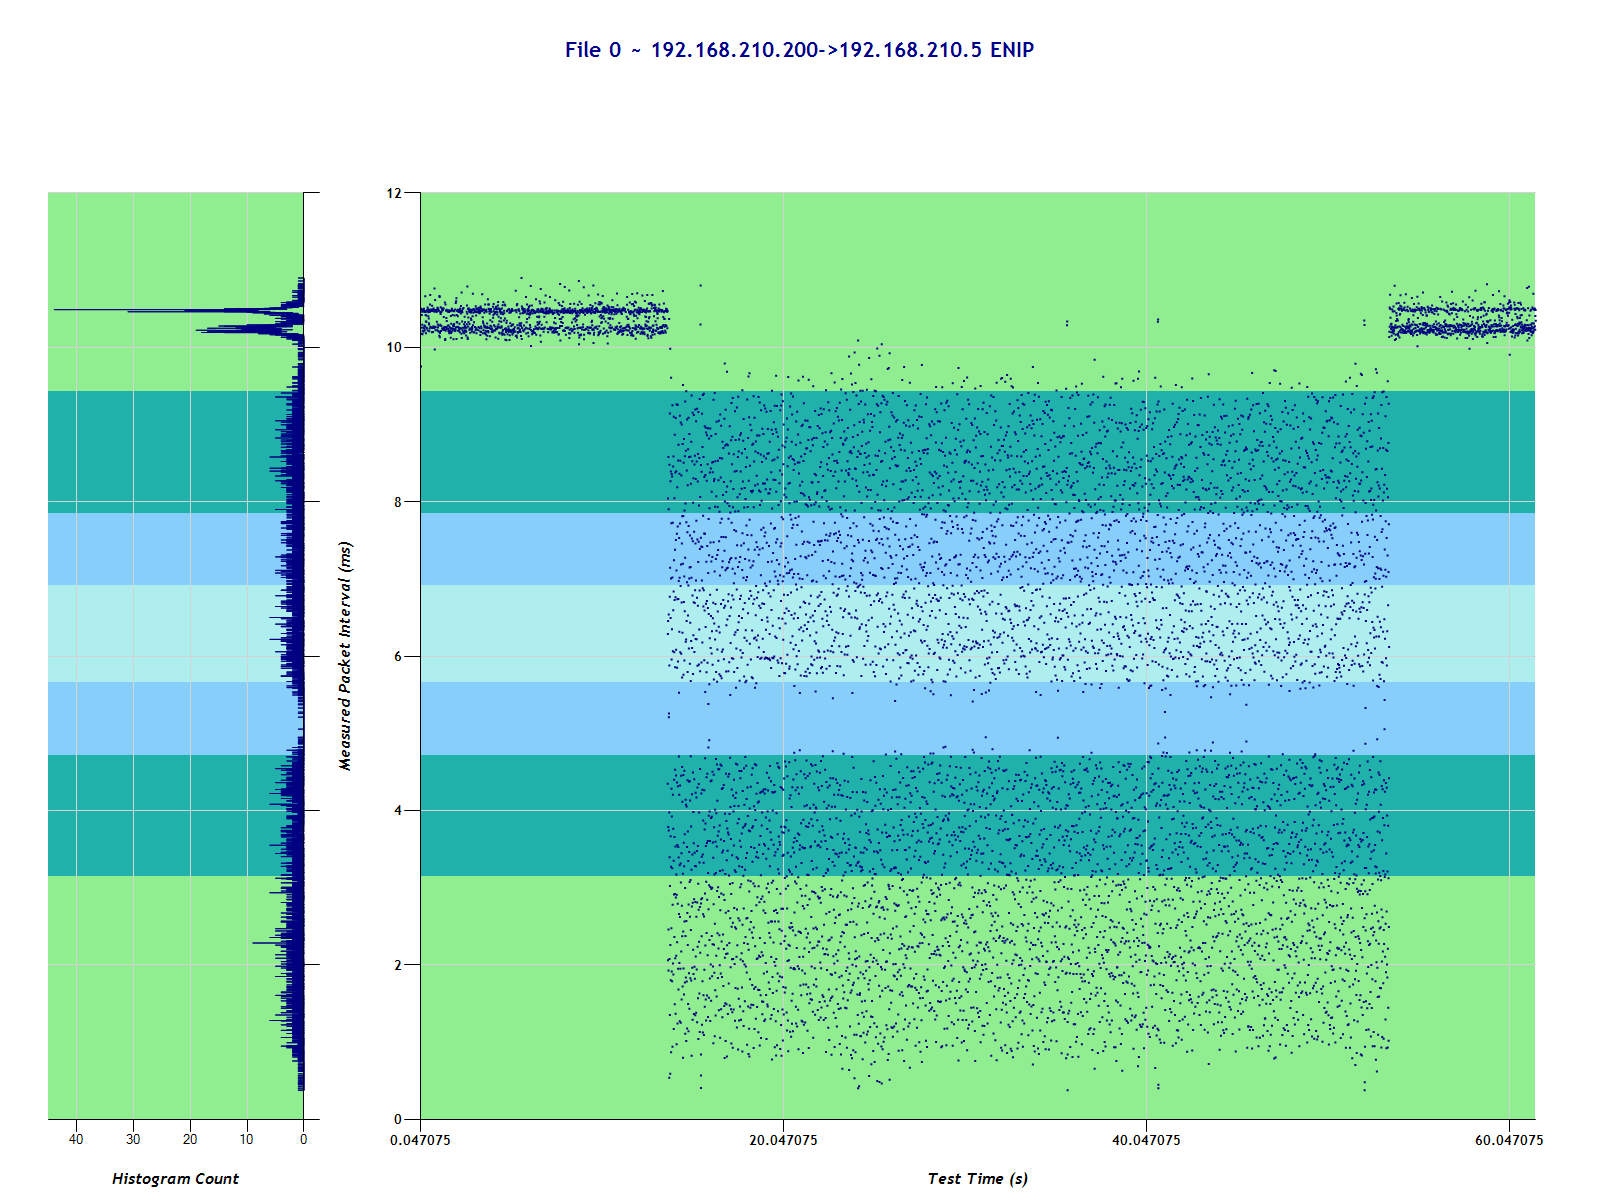 File 0 ~ 192.168.210.200->192.168.210.5 ENIP
12
10
8
6
4
2
0
Measured Packet Interval (ms)
40 30 20 10 0
0.047075 20.047075 40.047075 60.047075
Histogram Count
Test Time (s)